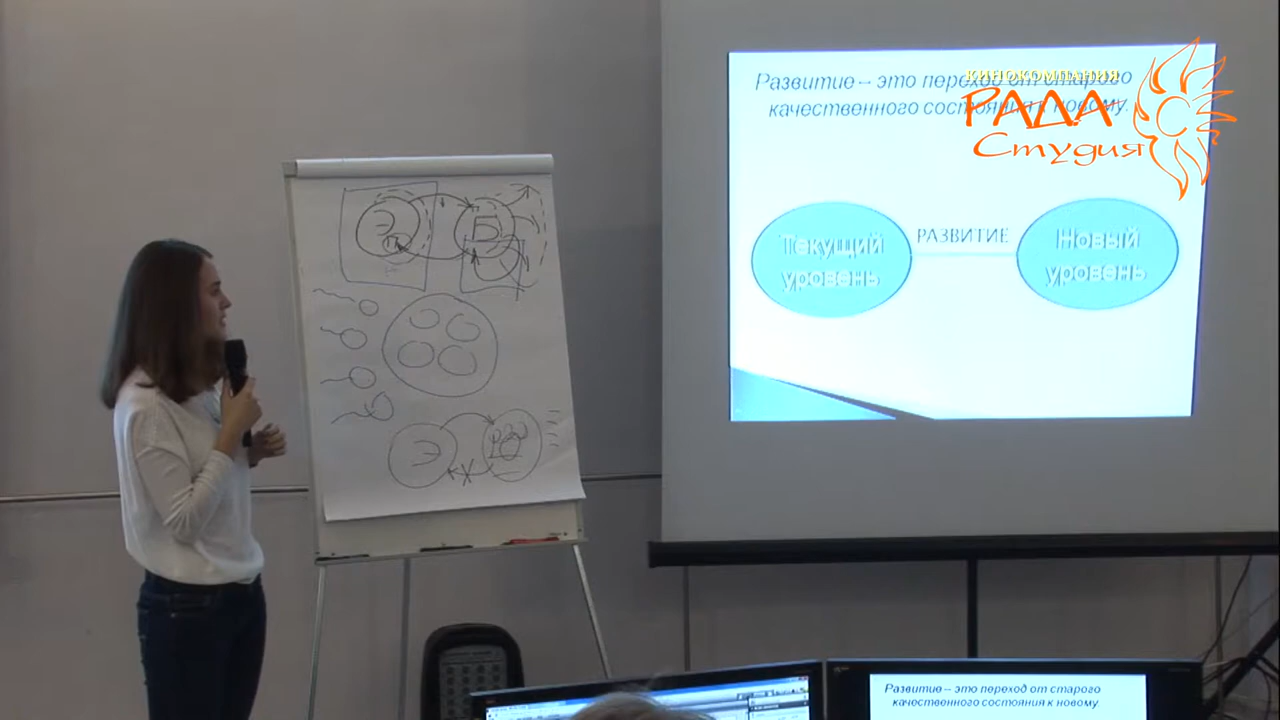 КИНОКОМПАНИЯ
РАДА
Студия
Развитие – это переход от старого
качественного состояния к новому.
Текущий
уровень
РАЗВИТИЕ
Новый
уровень
Э
Б
Э
Развитие – это переход от старого
качественного состояния к новому